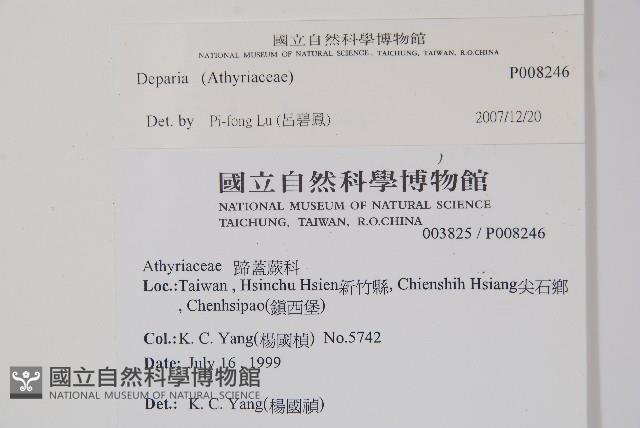 國立自然科學博物館
NATIONAL MUSEUM OF NATURAL SCIENCE, TAICHUNG, TAIWAN, R.O.CHINA
Deparia (Athyriaceae) P008246
Det. by Pi-fong Lu (呂碧鳳) 2007/12/20
國立自然科學博物館
NATIONAL MUSEUM OF NATURAL SCIENCE
TAICHUNG, TAIWAN, R.O.CHINA
003825 / P008246
Athyriaceae 蹄蓋蕨科
Loc.:Taiwan , Hsinchu Hsien新竹縣, Chienshih Hsiang尖石鄉
, Chenhsipao(鎮西堡)
Col.:K. C. Yang(楊國楨) No.5742
Date: July 16 , 1999
Det.: K. C. Yang(楊國禎)
國立自然科學博物館
NATIONAL MUSEUM OF NATURAL SCIENCE